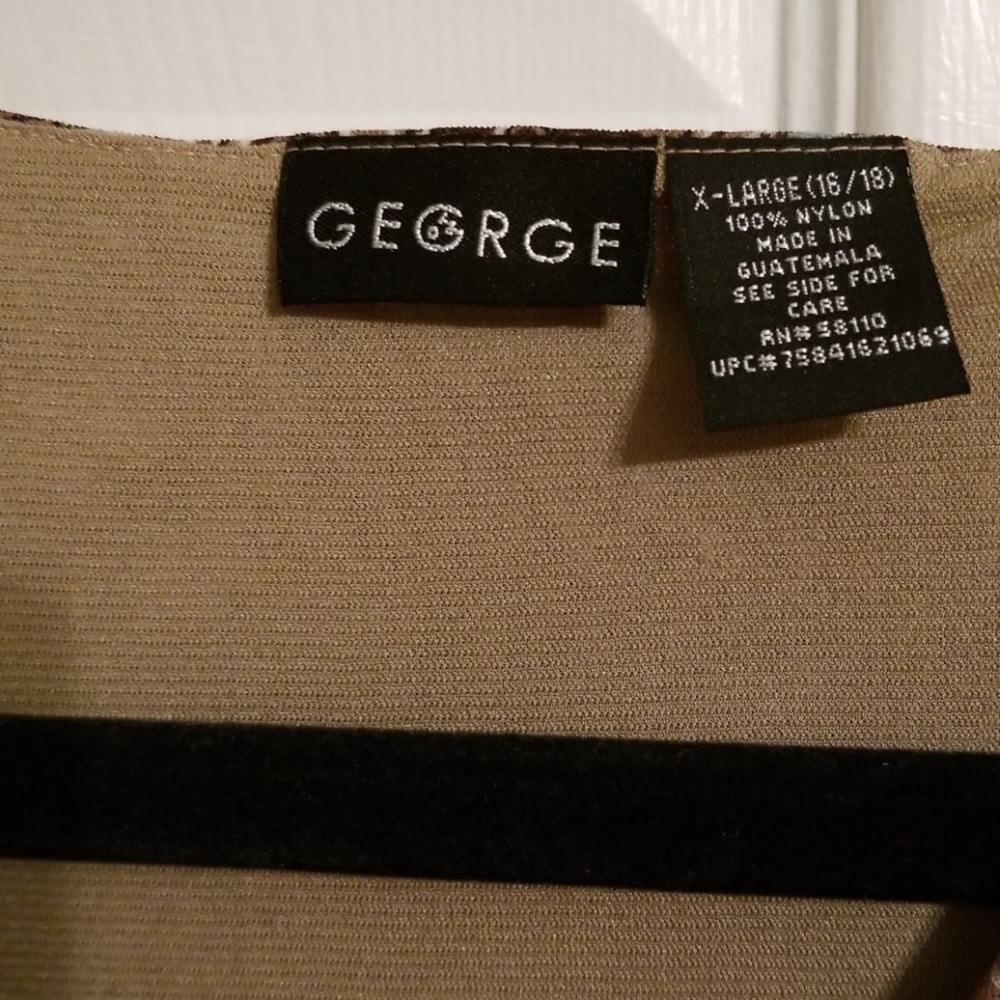 GEORGE
X-LARGE(16/18)
100% NYLON
MADE IN
GUATEMALA
SEE SIDE FOR
CARE
RN#58110
UPC#75841621069